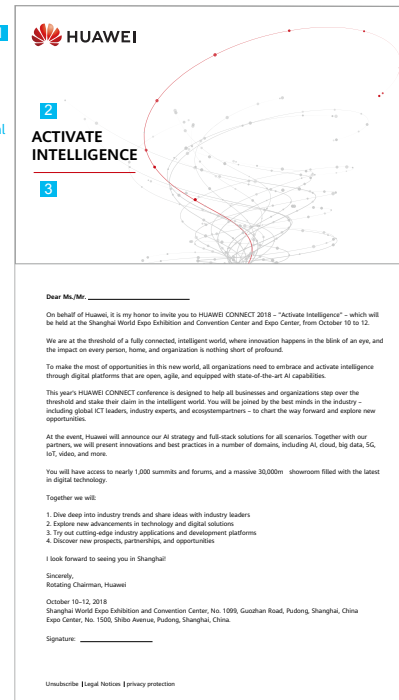 HUAWEI
2
al
ACTIVATE
INTELLIGENCE
3
Dear Ms./Mr.
On behalf of Huawei, it is my honor to invite you to HUAWEI CONNECT 2018 – "Activate Intelligence" – which will
be held at the Shanghai World Expo Exhibition and Convention Center and Expo Center, from October 10 to 12.
We are at the threshold of a fully connected, intelligent world, where innovation happens in the blink of an eye, and
the impact on every person, home, and organization is nothing short of profound.
To make the most of opportunities in this new world, all organizations need to embrace and activate intelligence
through digital platforms that are open, agile, and equipped with state-of-the-art AI capabilities.
This year's HUAWEI CONNECT conference is designed to help all businesses and organizations step over the
threshold and stake their claim in the intelligent world. You will be joined by the best minds in the industry –
including global ICT leaders, industry experts, and ecosystempartners – to chart the way forward and explore new
opportunities.
At the event, Huawei will announce our AI strategy and full-stack solutions for all scenarios. Together with our
partners, we will present innovations and best practices in a number of domains, including AI, cloud, big data, 5G,
IoT, video, and more.
You will have access to nearly 1,000 summits and forums, and a massive 30,000m showroom filled with the latest
in digital technology.
Together we will:
1. Dive deep into industry trends and share ideas with industry leaders
2. Explore new advancements in technology and digital solutions
3. Try out cutting-edge industry applications and development platforms
4. Discover new prospects, partnerships, and opportunities
I look forward to seeing you in Shanghai!
Sincerely,
Rotating Chairman, Huawei
October 10–12, 2018
Shanghai World Expo Exhibition and Convention Center, No. 1099, Guozhan Road, Pudong, Shanghai, China
Expo Center, No. 1500, Shibo Avenue, Pudong, Shanghai, China.
Signature:
Unsubscribe | Legal Notices | privacy protection